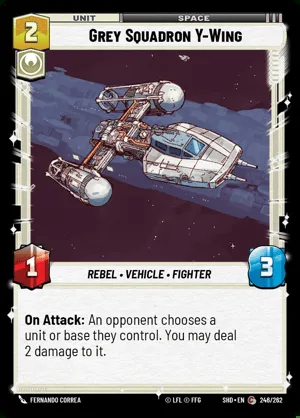 UNIT
SPACE
2
GREY SQUADRON Y-WING
1
3
REBEL • VEHICLE • FIGHTER
On Attack: An opponent chooses a
unit or base they control. You may deal
2 damage to it.
FERNANDO CORREA
© LFL © FFG
SHD • EN C 246/262